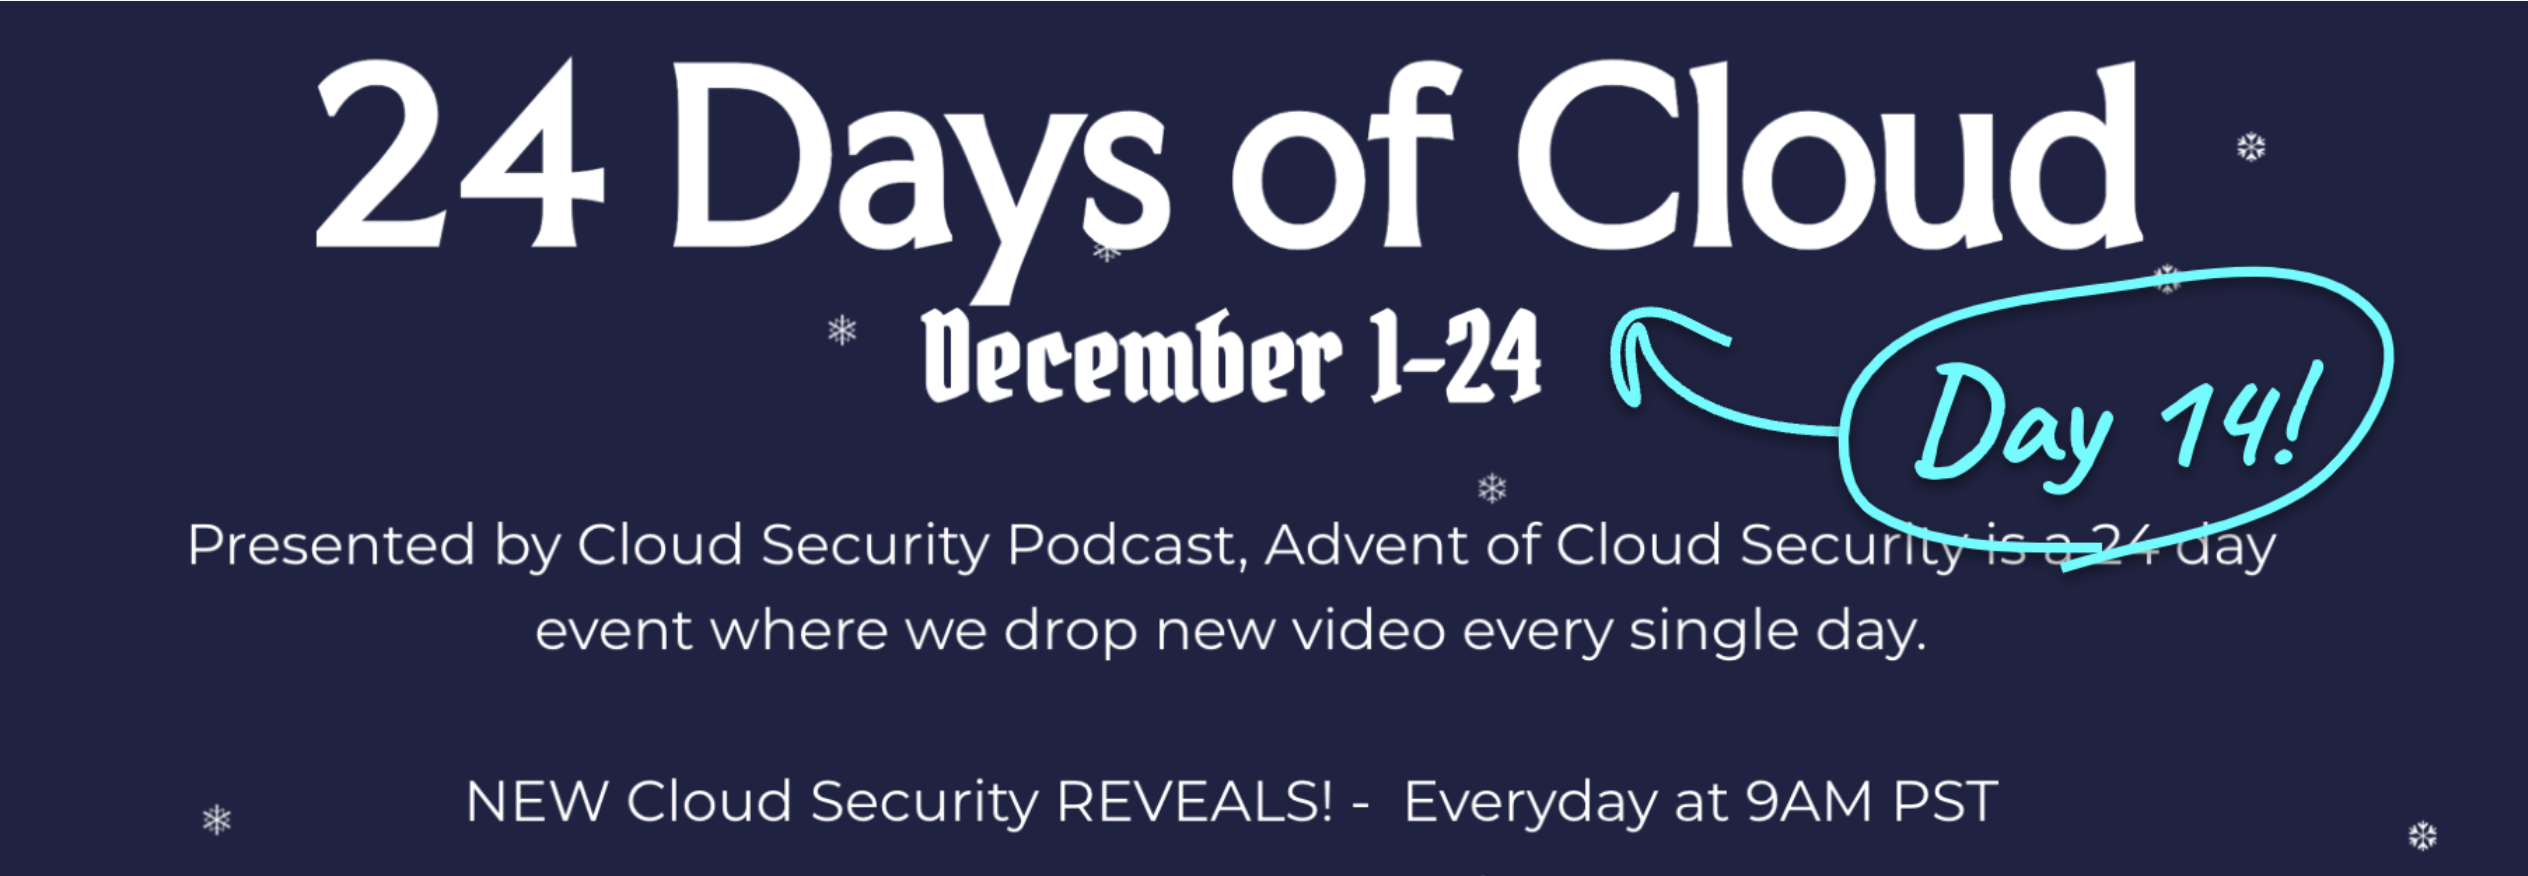 24 Days of Cloud
December 1-24
Day 14!
Presented by Cloud Security Podcast, Advent of Cloud Security is a 24 day
event where we drop new video every single day.
NEW Cloud Security REVEALS! - Everyday at 9AM PST